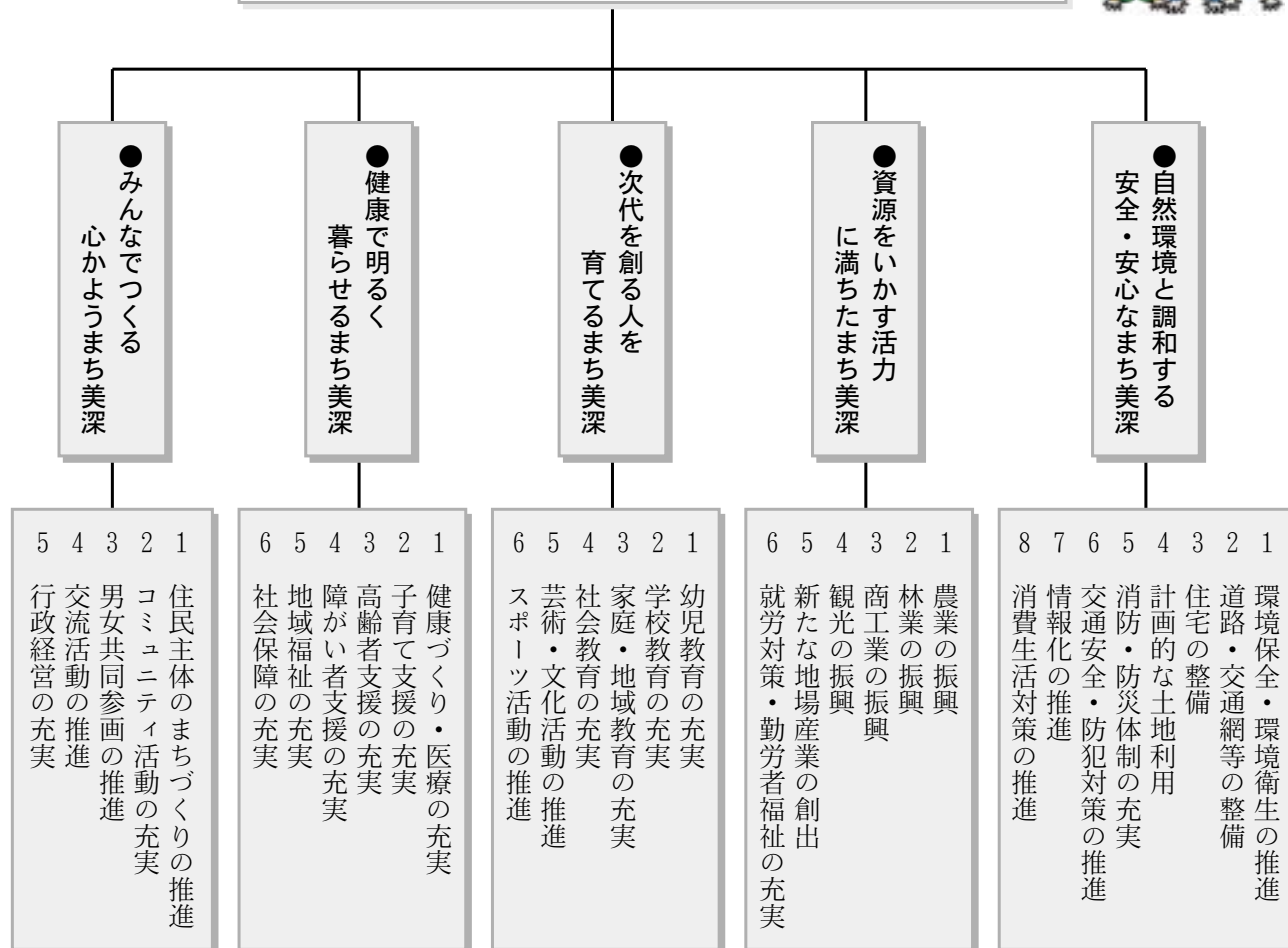 ●自然環境と調和する
安全・安心なまち美深
1 環境保全・環境衛生の推進
2 道路・交通網等の整備
3 住宅の整備
4 計画的な土地利用
5 消防・防災体制の充実
6 交通安全・防犯対策の推進
7 情報化の推進
8 消費生活対策の推進
●資源をいかす活力
に満ちたまち美深
1 農業の振興
2 林業の振興
3 商工業の振興
4 観光の振興
5 新たな地場産業の創出
6 就労対策・勤労者福祉の充実
●次代を創る人を
育てるまち美深
1 幼児教育の充実
2 学校教育の充実
3 家庭・地域教育の充実
4 社会教育の充実
5 芸術・文化活動の推進
6 スポーツ活動の推進
●健康で明るく
暮らせるまち美深
1 健康づくり・医療の充実
2 子育て支援の充実
3 高齢者支援の充実
4 障がい者支援の充実
5 地域福祉の充実
6 社会保障の充実
●みんなでつくる
心かようまち美深
1 住民主体のまちづくりの推進
2 コミュニティ活動の充実
3 男女共同参画の推進
4 交流活動の推進
5 行政経営の充実